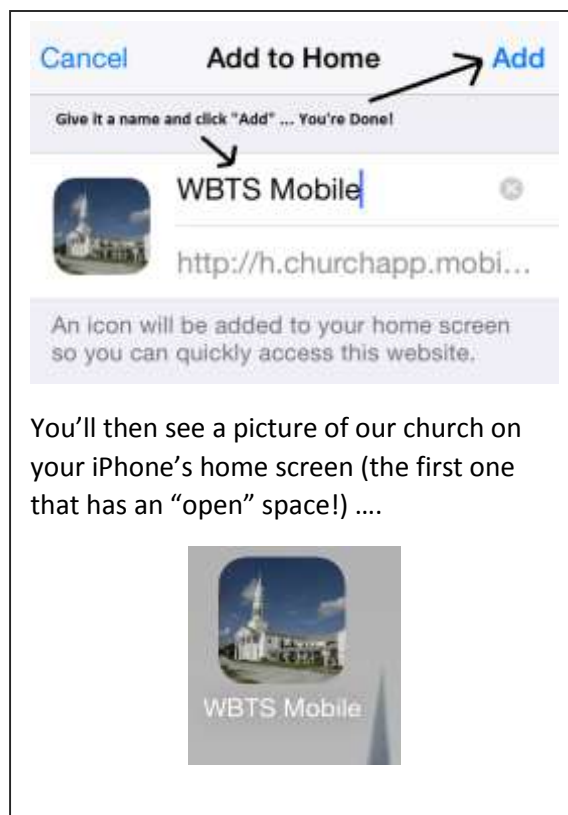 Cancel Add to Home Add
Give it a name and click "Add" ... You're Done!
WBTS Mobile
http://h.churchapp.mobi...
An icon will be added to your home screen
so you can quickly access this website.
You’ll then see a picture of our church on
your iPhone’s home screen (the first one
that has an “open” space!) ….
WBTS Mobile